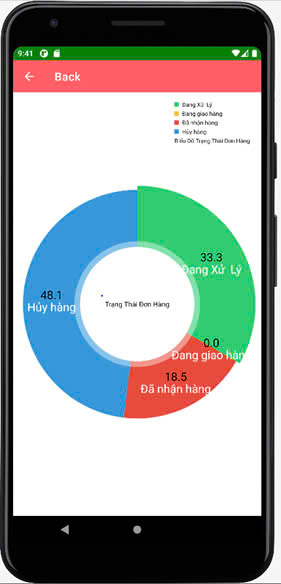 9:41
Back
Đang Xử Lý
Đang giao hàng
Đã nhận hàng
Hủy hàng
Biểu Đồ Trạng Thái Đơn Hàng
33.3
Đang Xử Lý
48.1
Hủy hàng
Trạng Thái Đơn Hàng
0.0
Đang giao hàn
18.5
Đã nhận hàng